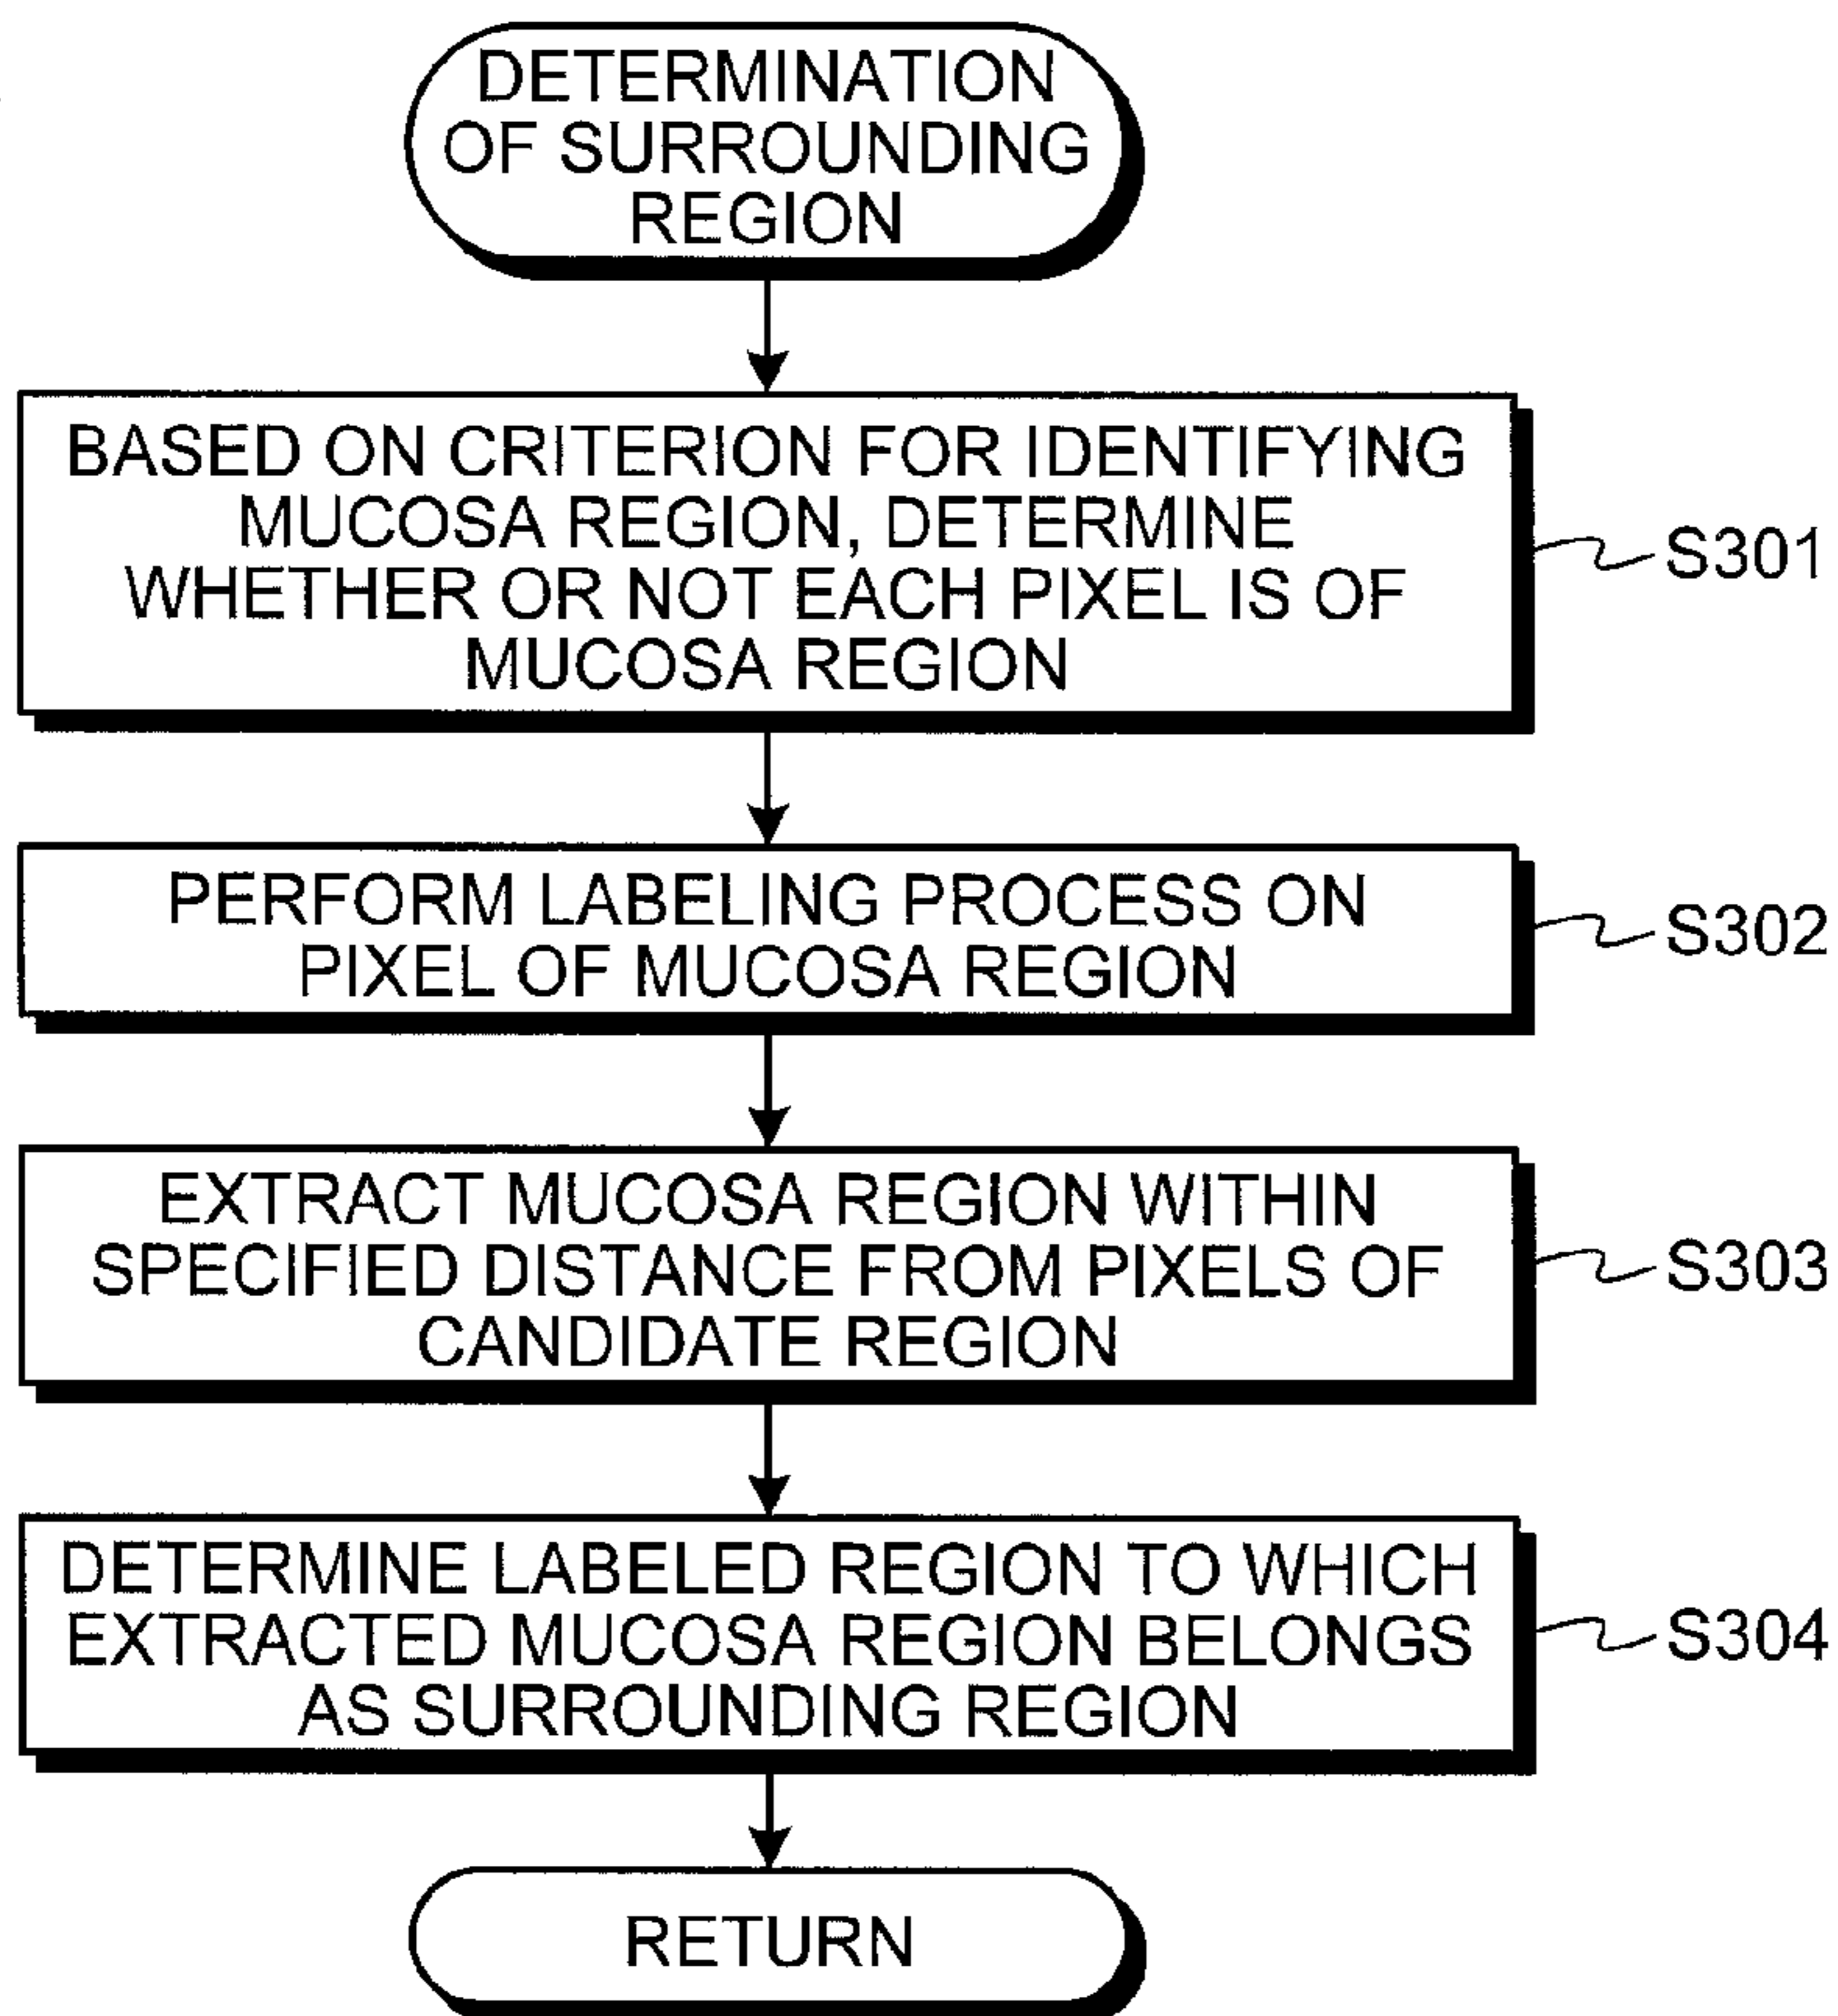 DETERMINATION
OF SURROUNDING
REGION
BASED ON CRITERION FOR IDENTIFYING
MUCOSA REGION, DETERMINE
WHETHER OR NOT EACH PIXEL IS OF
MUCOSA REGION
S301
PERFORM LABELING PROCESS ON
PIXEL OF MUCOSA REGION
S302
EXTRACT MUCOSA REGION WITHIN
SPECIFIED DISTANCE FROM PIXELS OF
CANDIDATE REGION
S303
DETERMINE LABELED REGION TO WHICH
EXTRACTED MUCOSA REGION BELONGS
AS SURROUNDING REGION
S304
RETURN